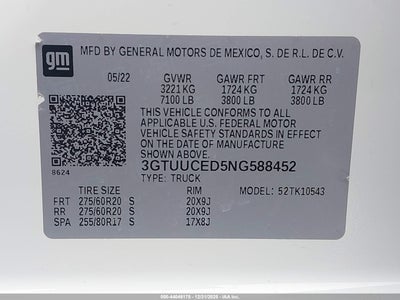 gm
MFD BY GENERAL MOTORS DE MEXICO, S. DE R.L. DE C.V.
05/22 GVWR GAWR FRT GAWR RR
3221 KG 1724 KG 1724 KG
7100 LB 3800 LB 3800 LB
THIS VEHICLE CONFORMS TO ALL
APPLICABLE U.S. FEDERAL MOTOR
VEHICLE SAFETY STANDARDS IN EFFECT
ON THE DATE OF MANUFACTURE
SHOWN ABOVE.
8624
3GTUUCED5NG588452
TYPE: TRUCK
TIRE SIZE RIM MODEL: 52TK10543
FRT 275/60R20 S 20X9J
RR 275/60R20 S 20X9J
SPA 255/80R17 S 17X8J